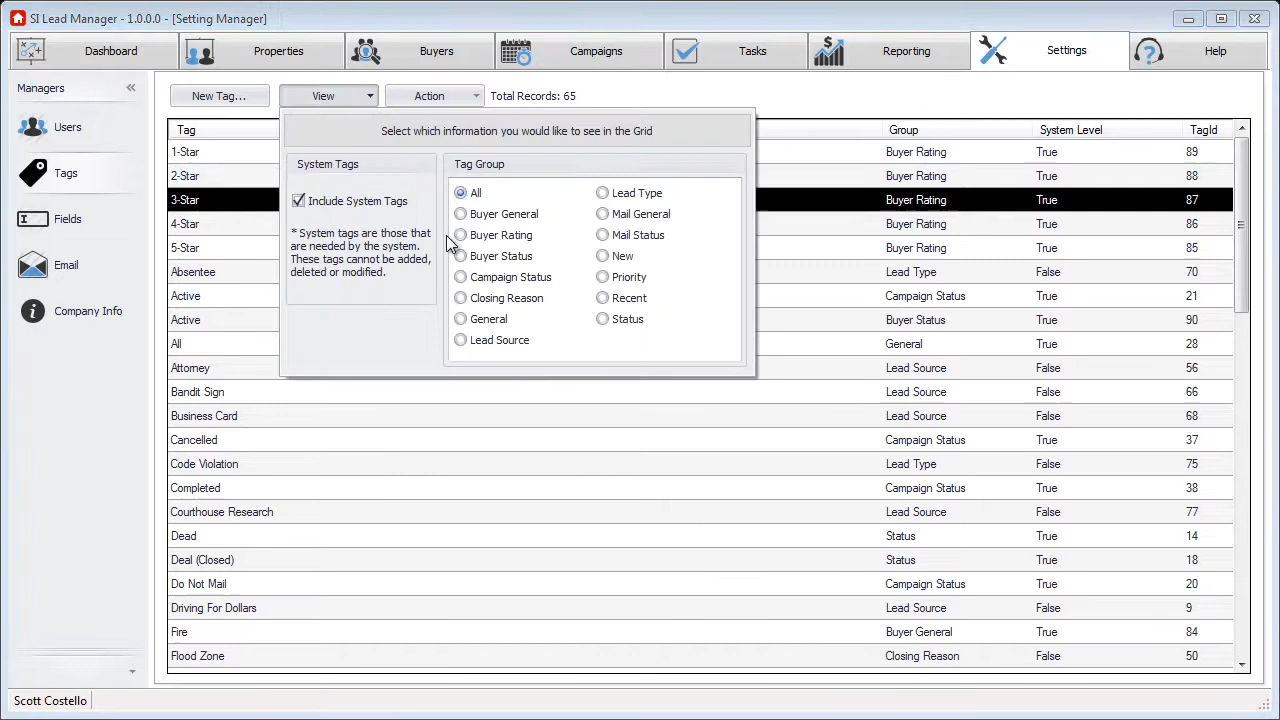 SI Lead Manager - 1.0.0.0 - [Setting Manager]
Dashboard Properties Buyers Campaigns Tasks Reporting Settings Help
Managers
Users
Tags
Fields
Email
Company Info
New Tag... View Action Total Records: 65
Select which information you would like to see in the Grid
System Tags
Include System Tags
* System tags are those that
are needed by the system.
These tags cannot be added,
deleted or modified.
Tag Group
All Lead Type
Buyer General Mail General
Buyer Rating Mail Status
Buyer Status New
Campaign Status Priority
Closing Reason Recent
General Status
Lead Source
Tag Group System Level TagId
1-Star Buyer Rating True 89
2-Star Buyer Rating True 88
3-Star Buyer Rating True 87
4-Star Buyer Rating True 86
5-Star Buyer Rating True 85
Absentee Lead Type False 70
Active Campaign Status True 21
Active Buyer Status True 90
All General True 28
Attorney Lead Source False 56
Bandit Sign Lead Source False 66
Business Card Lead Source False 68
Cancelled Campaign Status True 37
Code Violation Lead Type False 75
Completed Campaign Status True 38
Courthouse Research Lead Source False 77
Dead Status True 14
Deal (Closed) Status True 18
Do Not Mail Campaign Status True 20
Driving For Dollars Lead Source False 9
Fire Buyer General True 84
Flood Zone Closing Reason False 50
Scott Costello